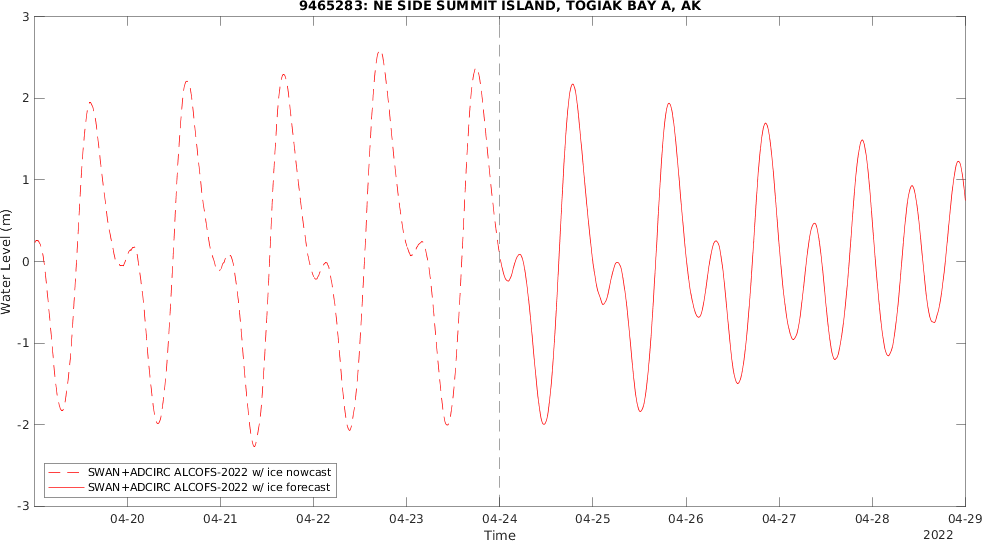 9465283: NE SIDE SUMMIT ISLAND, TOGIAK BAY A, AK
3
2
1
0
-1
-2
-3
Water Level (m)
SWAN+ADCIRC ALCOFS-2022 w/ ice nowcast
SWAN+ADCIRC ALCOFS-2022 w/ ice forecast
04-20 04-21 04-22 04-23 04-24 04-25 04-26 04-27 04-28 04-29
Time
2022